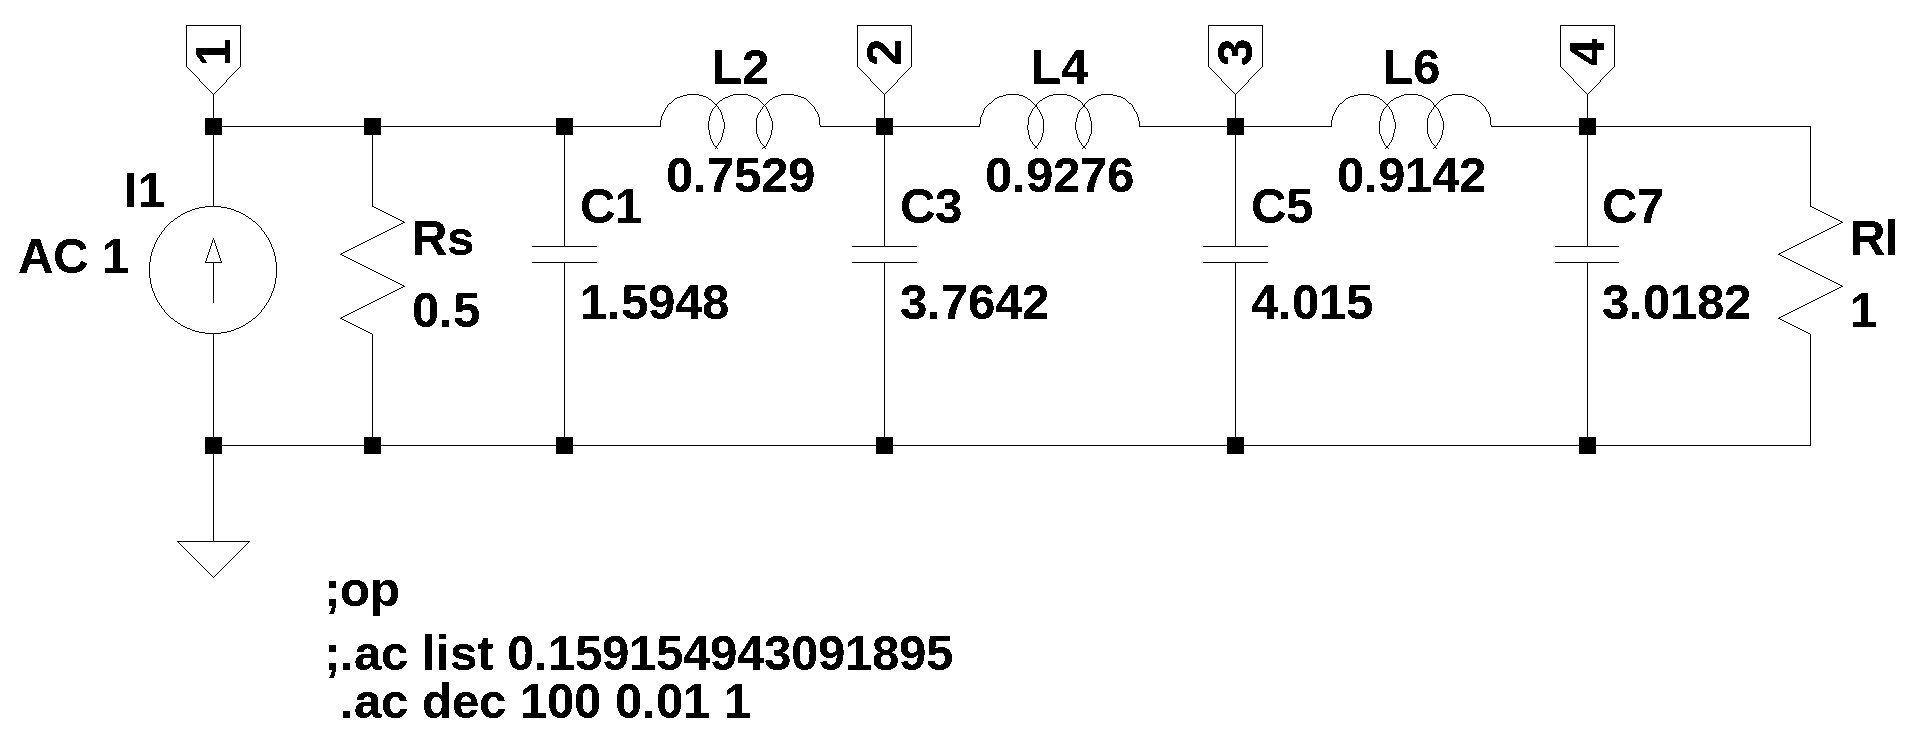 1
2
3
4
L2
L4
L6
0.7529
0.9276
0.9142
I1
AC 1
Rs
0.5
C1
1.5948
C3
3.7642
C5
4.015
C7
3.0182
Rl
1
;op
;.ac list 0.159154943091895
.ac dec 100 0.01 1